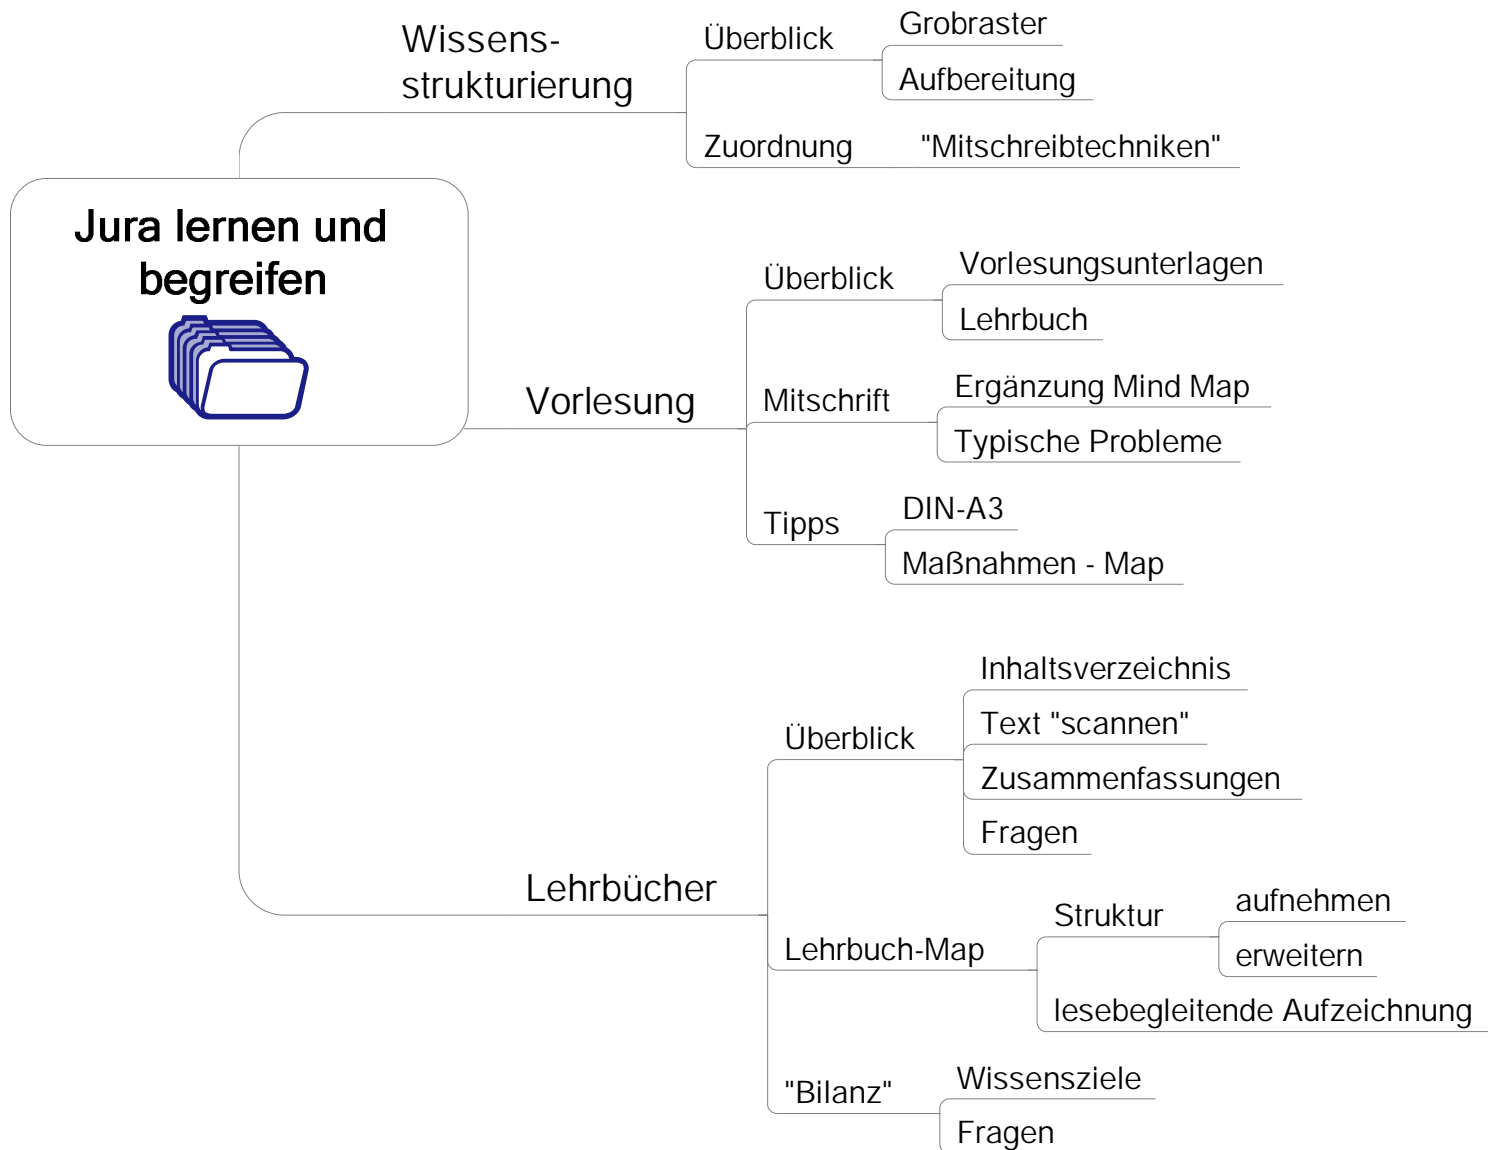 Jura lernen und
begreifen
Wissens-
strukturierung
Überblick
Grobraster
Aufbereitung
Zuordnung
"Mitschreibtechniken"
Vorlesung
Überblick
Vorlesungsunterlagen
Lehrbuch
Mitschrift
Ergänzung Mind Map
Typische Probleme
Tipps
DIN-A3
Maßnahmen - Map
Lehrbücher
Überblick
Inhaltsverzeichnis
Text "scannen"
Zusammenfassungen
Fragen
Lehrbuch-Map
Struktur
aufnehmen
erweitern
lesebegleitende Aufzeichnung
"Bilanz"
Wissensziele
Fragen